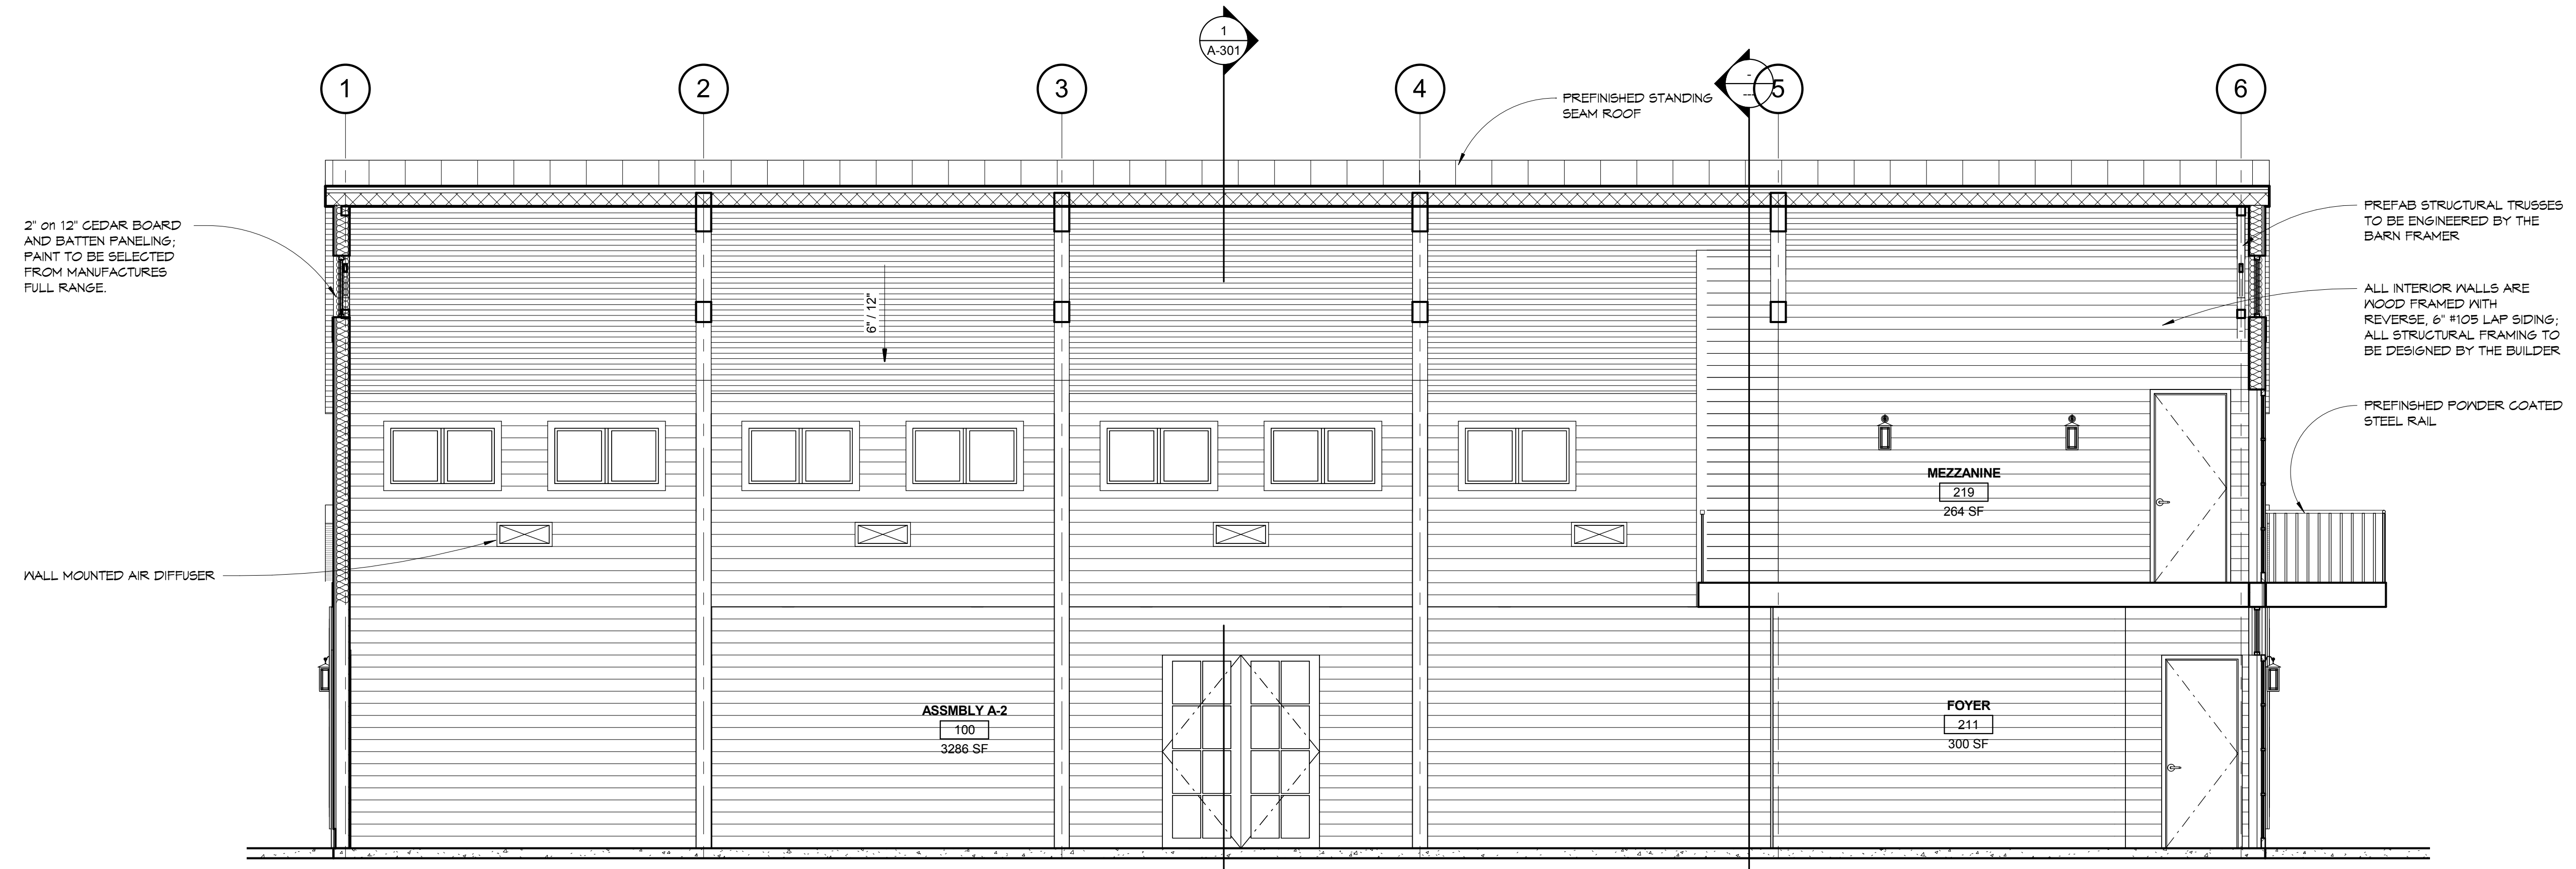 1
A-301
1
2
3
4
-
---
5
6
PREFINISHED STANDING
SEAM ROOF
2" on 12" CEDAR BOARD
AND BATTEN PANELING;
PAINT TO BE SELECTED
FROM MANUFACTURES
FULL RANGE.
PREFAB STRUCTURAL TRUSSES
TO BE ENGINEERED BY THE
BARN FRAMER
6" / 12"
ALL INTERIOR WALLS ARE
WOOD FRAMED WITH
REVERSE, 6" #105 LAP SIDING;
ALL STRUCTURAL FRAMING TO
BE DESIGNED BY THE BUILDER
PREFINSHED POWDER COATED
STEEL RAIL
MEZZANINE
219
264 SF
WALL MOUNTED AIR DIFFUSER
ASSMBLY A-2
100
3286 SF
FOYER
211
300 SF